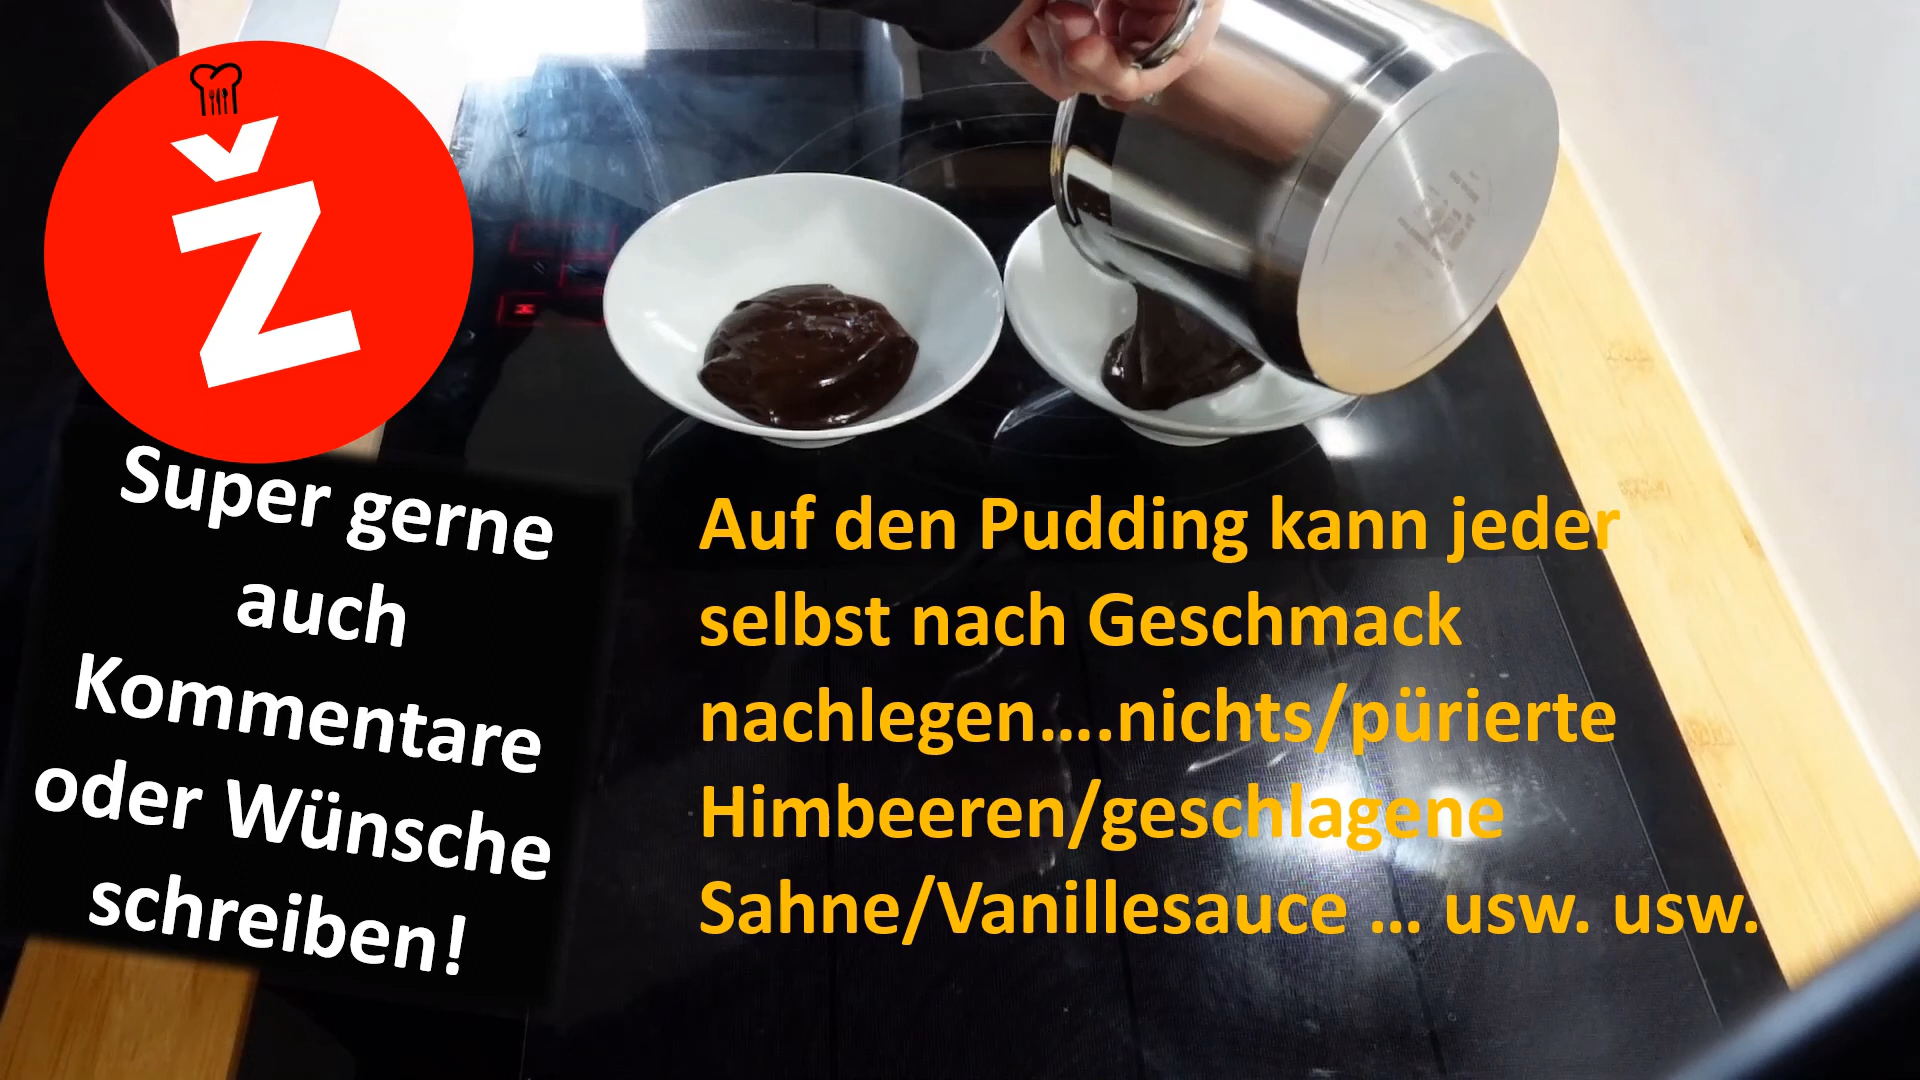 Ž
Super gerne
auch
Kommentare
oder Wünsche
schreiben!
Auf den Pudding kann jeder
selbst nach Geschmack
nachlegen....nichts/pürierte
Himbeeren/geschlagene
Sahne/Vanillesauce ... usw. usw.